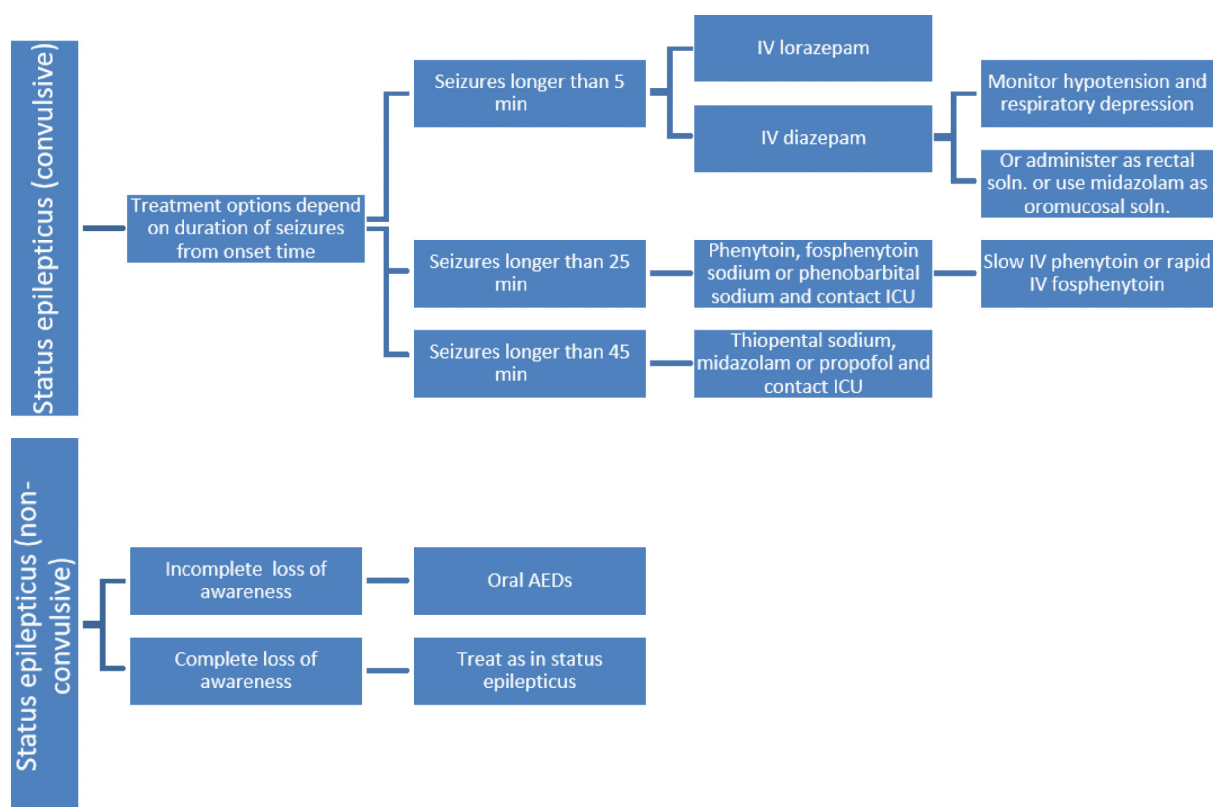 Status epilepticus (convulsive)
Treatment options depend
on duration of seizures
from onset time
Seizures longer than 5
min
IV lorazepam
IV diazepam
Monitor hypotension and
respiratory depression
Or administer as rectal
soln. or use midazolam as
oromucosal soln.
Seizures longer than 25
min
Phenytoin, fosphenytoin
sodium or phenobarbital
sodium and contact ICU
Slow IV phenytoin or rapid
IV fosphenytoin
Seizures longer than 45
min
Thiopental sodium,
midazolam or propofol and
contact ICU
Status epilepticus (non-
convulsive)
Incomplete loss of
awareness
Oral AEDs
Complete loss of
awareness
Treat as in status
epilepticus